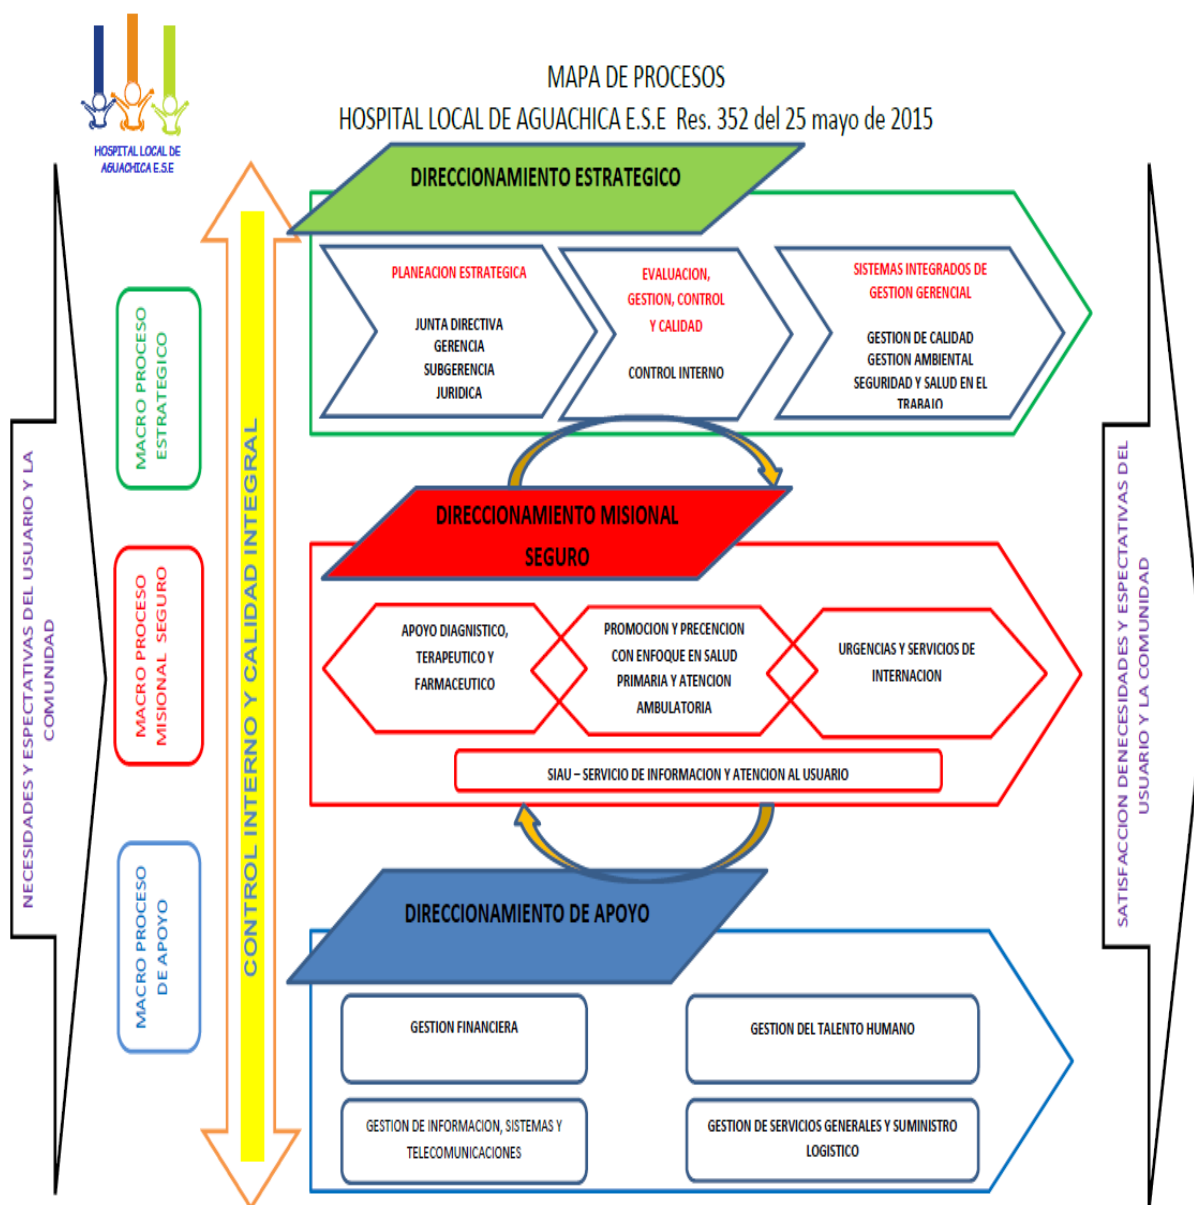 HOSPITAL LOCAL DE
AGUACHICA E.S.E
MAPA DE PROCESOS
HOSPITAL LOCAL DE AGUACHICA E.S.E Res. 352 del 25 mayo de 2015
NECESIDADES Y ESPECTATIVAS DEL USUARIO Y LA
COMUNIDAD
MACRO PROCESO
ESTRATEGICO
MACRO PROCESO
MISIONAL SEGURO
MACRO PROCESO
DE APOYO
CONTROL INTERNO Y CALIDAD INTEGRAL
DIRECCIONAMIENTO ESTRATEGICO
PLANEACION ESTRATEGICA
JUNTA DIRECTIVA
GERENCIA
SUBGERENCIA
JURIDICA
EVALUACION,
GESTION, CONTROL
Y CALIDAD
CONTROL INTERNO
SISTEMAS INTEGRADOS DE
GESTION GERENCIAL
GESTION DE CALIDAD
GESTION AMBIENTAL
SEGURIDAD Y SALUD EN EL
TRABAJO
DIRECCIONAMIENTO MISIONAL
SEGURO
APOYO DIAGNISTICO,
TERAPEUTICO Y
FARMACEUTICO
PROMOCION Y PRECENCION
CON ENFOQUE EN SALUD
PRIMARIA Y ATENCION
AMBULATORIA
URGENCIAS Y SERVICIOS DE
INTERNACION
SIAU – SERVICIO DE INFORMACION Y ATENCION AL USUARIO
DIRECCIONAMIENTO DE APOYO
GESTION FINANCIERA
GESTION DEL TALENTO HUMANO
GESTION DE INFORMACION, SISTEMAS Y
TELECOMUNICACIONES
GESTION DE SERVICIOS GENERALES Y SUMINISTRO
LOGISTICO
SATISFACCION DENECESIDADES Y ESPECTATIVAS DEL
USUARIO Y LA COMUNIDAD